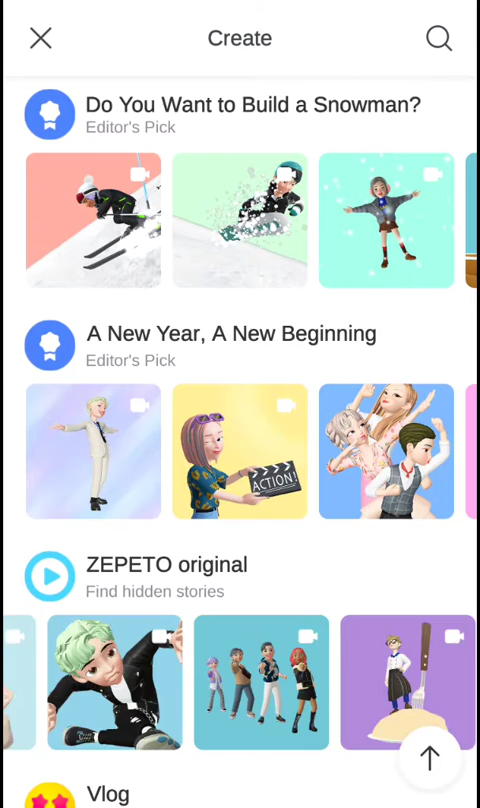 Create
Do You Want to Build a Snowman?
Editor's Pick
A New Year, A New Beginning
Editor's Pick
ACTION!
ZEPETO original
Find hidden stories
Vlog